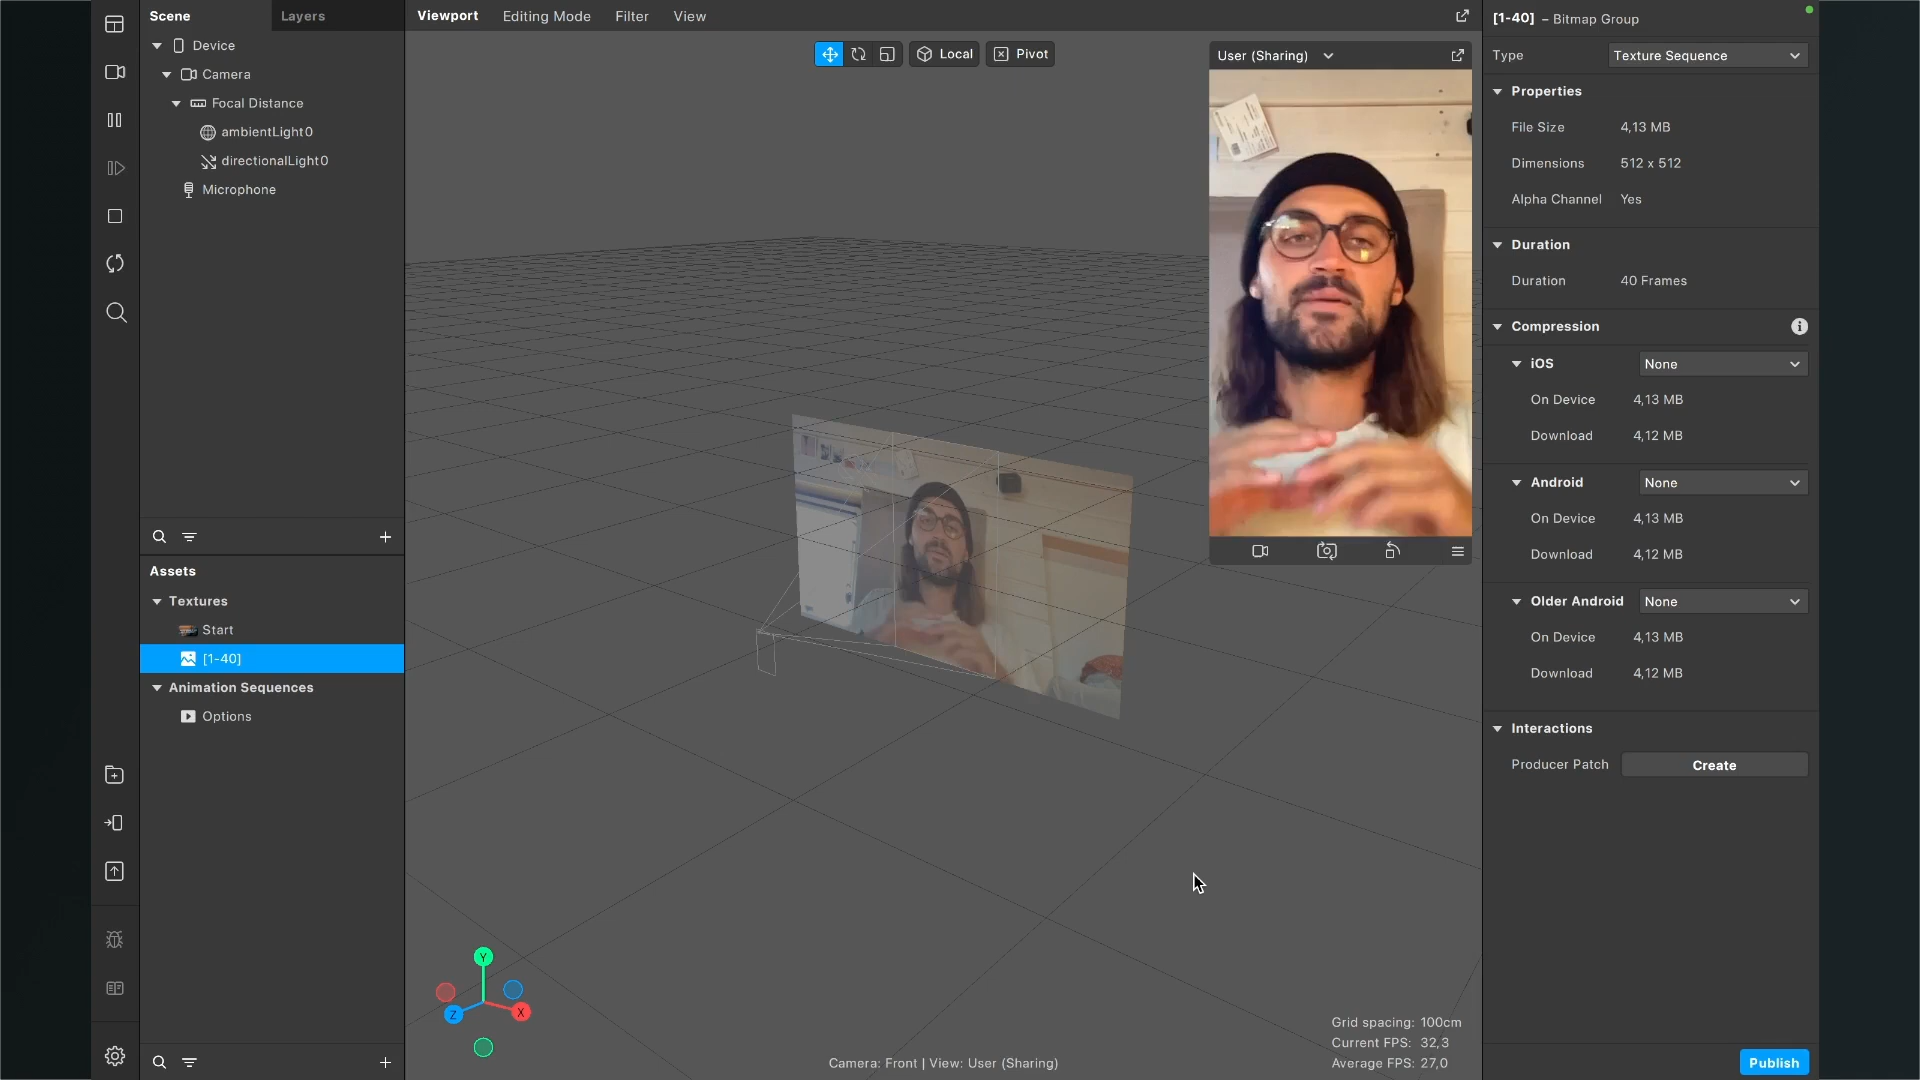 Scene
Layers
Device
Camera
Focal Distance
ambientLight0
directionalLight0
Microphone
Assets
Textures
Start
[1-40]
Animation Sequences
Options
Viewport
Editing Mode
Filter
View
Local
Pivot
User (Sharing)
Y
Z
X
Camera: Front | View: User (Sharing)
Grid spacing: 100cm
Current FPS: 32,3
Average FPS: 27,0
[1-40] – Bitmap Group
Type Texture Sequence
Properties
File Size 4,13 MB
Dimensions 512 x 512
Alpha Channel Yes
Duration
Duration 40 Frames
Compression
iOS None
On Device 4,13 MB
Download 4,12 MB
Android None
On Device 4,13 MB
Download 4,12 MB
Older Android None
On Device 4,13 MB
Download 4,12 MB
Interactions
Producer Patch Create
Publish